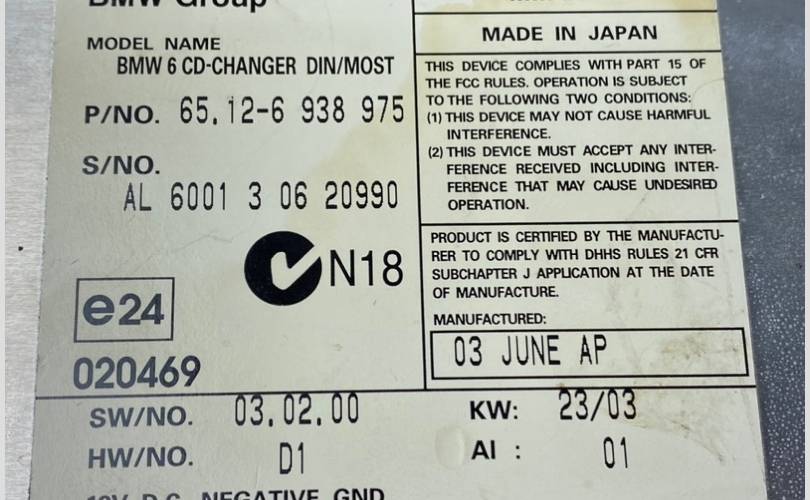 BMW Group
MODEL NAME
BMW 6 CD-CHANGER DIN/MOST
P/NO. 65.12-6 938 975
S/NO.
AL 6001 3 06 20990
N18
e24
020469
SW/NO. 03.02.00
HW/NO. D1
12V D.C. NEGATIVE GND
MADE IN JAPAN
THIS DEVICE COMPLIES WITH PART 15 OF
THE FCC RULES. OPERATION IS SUBJECT
TO THE FOLLOWING TWO CONDITIONS:
(1) THIS DEVICE MAY NOT CAUSE HARMFUL
INTERFERENCE.
(2) THIS DEVICE MUST ACCEPT ANY INTER-
FERENCE RECEIVED INCLUDING INTER-
FERENCE THAT MAY CAUSE UNDESIRED
OPERATION.
PRODUCT IS CERTIFIED BY THE MANUFACTU-
RER TO COMPLY WITH DHHS RULES 21 CFR
SUBCHAPTER J APPLICATION AT THE DATE
OF MANUFACTURE.
MANUFACTURED:
03 JUNE AP
KW: 23/03
AI : 01